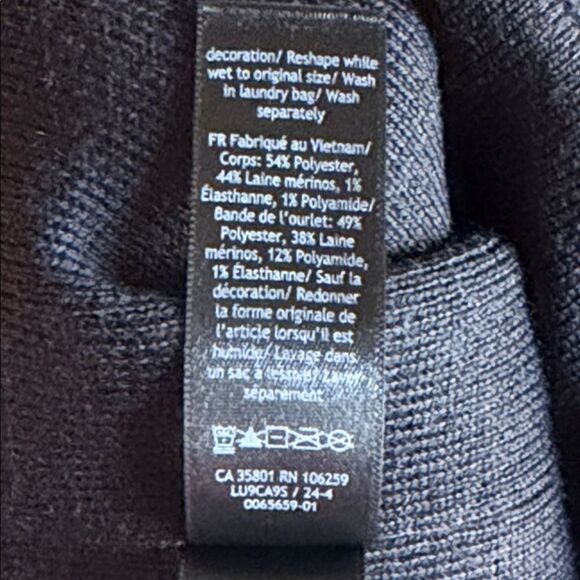 decoration/ Reshape while
wet to original size/ Wash
in laundry bag/ Wash
separately
FR Fabriqué au Vietnam/
Corps: 54% Polyester,
44% Laine mérinos, 1%
Élasthanne, 1% Polyamide/
Bande de l'ourlet: 49%
Polyester, 38% Laine
mérinos, 12% Polyamide,
1% Élasthanne/ Sauf la
décoration/ Redonner
la forme originale de
l'article lorsqu'il est
humide/ Lavage dans
un sac à lessive/ Laver
séparément
CA 35801 RN 106259
LU9CA9S / 24-4
0065659-01